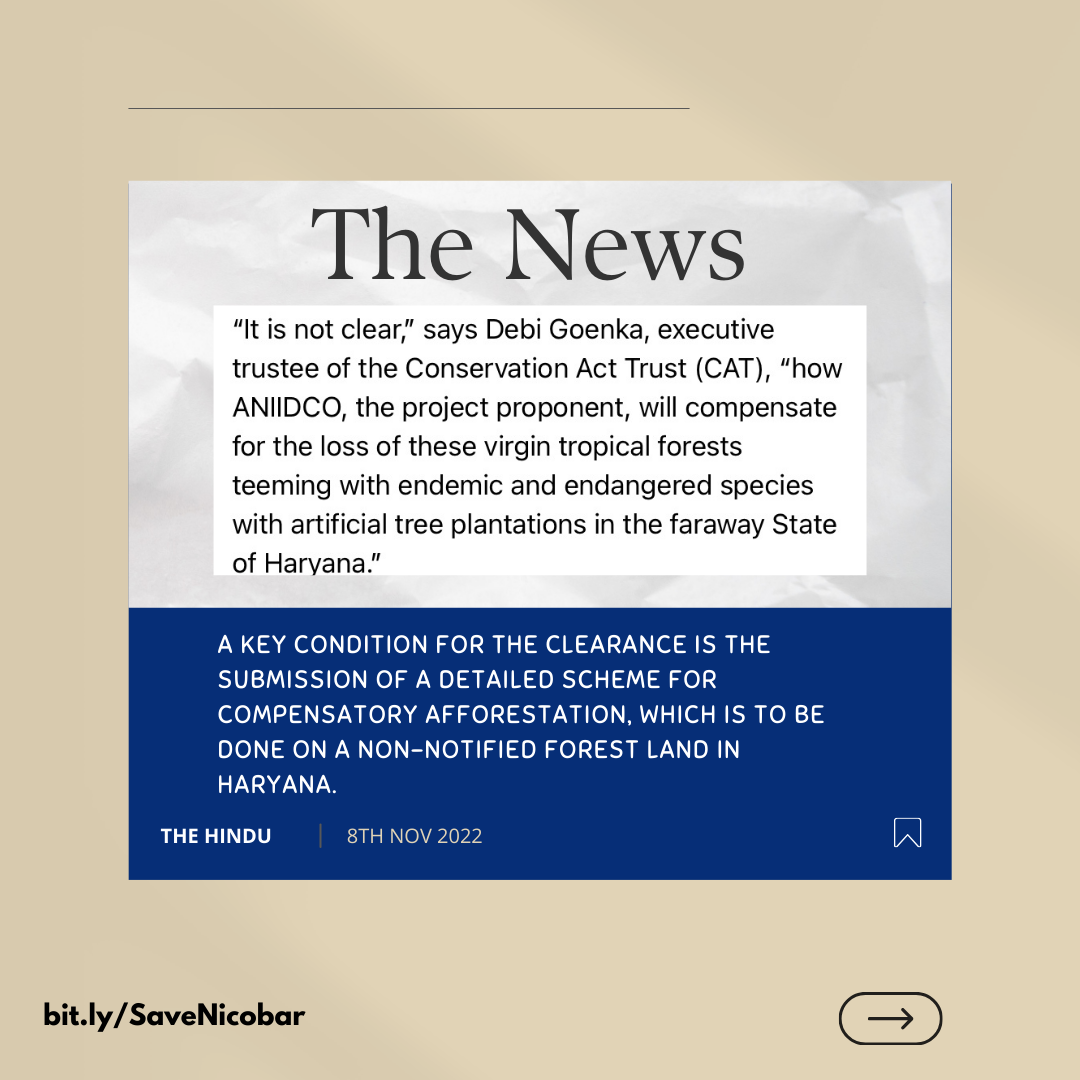 The News
“It is not clear,” says Debi Goenka, executive
trustee of the Conservation Act Trust (CAT), “how
ANIIDCO, the project proponent, will compensate
for the loss of these virgin tropical forests
teeming with endemic and endangered species
with artificial tree plantations in the faraway State
of Haryana.”
A KEY CONDITION FOR THE CLEARANCE IS THE
SUBMISSION OF A DETAILED SCHEME FOR
COMPENSATORY AFFORESTATION, WHICH IS TO BE
DONE ON A NON-NOTIFIED FOREST LAND IN
HARYANA.
THE HINDU | 8TH NOV 2022
bit.ly/SaveNicobar